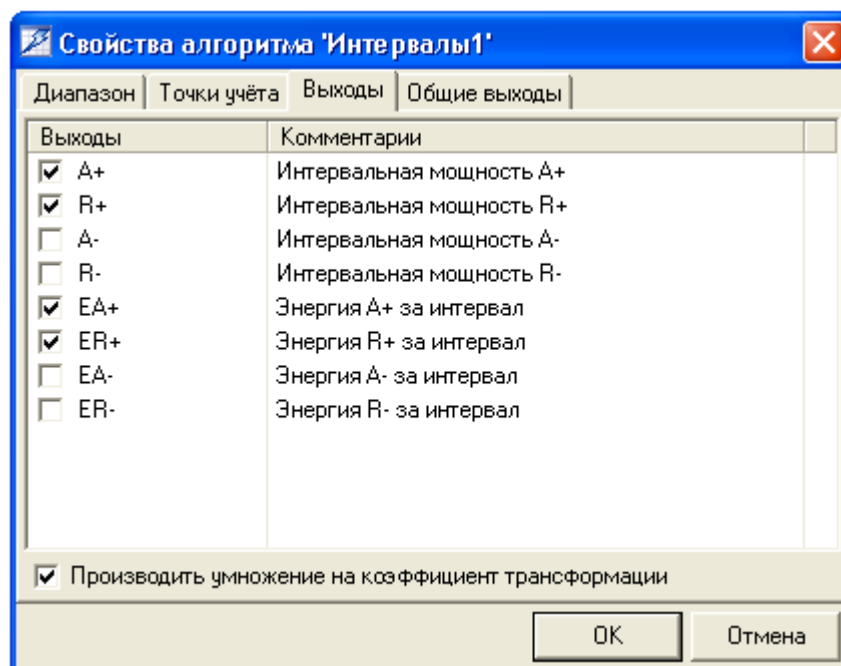 Свойства алгоритма 'Интервалы1'
Диапазон Точки учёта Выходы Общие выходы
Выходы Комментарии
A+ Интервальная мощность A+
R+ Интервальная мощность R+
A- Интервальная мощность A-
R- Интервальная мощность R-
EA+ Энергия A+ за интервал
ER+ Энергия R+ за интервал
EA- Энергия A- за интервал
ER- Энергия R- за интервал
Производить умножение на коэффициент трансформации
OK Отмена